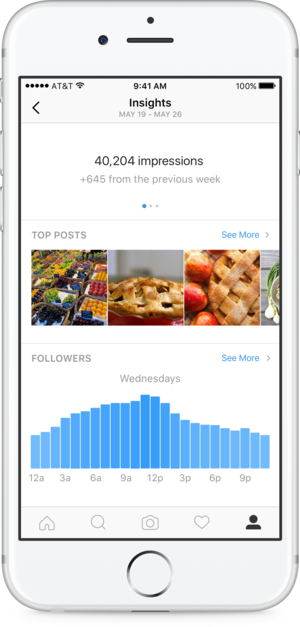 AT&T 9:41 AM 100%
Insights
MAY 19 - MAY 26
40,204 impressions
+645 from the previous week
TOP POSTS See More
FOLLOWERS See More
Wednesdays
12a 3a 6a 9a 12p 3p 6p 9p